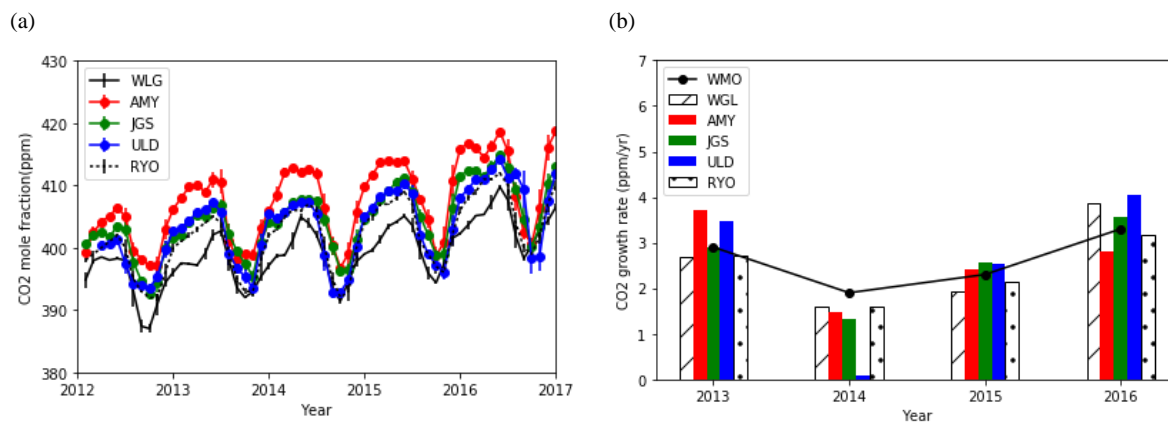 (a)
(b)
430
420
410
400
390
380
CO2 mole fraction(ppm)
WLG
AMY
JGS
ULD
RYO
2012
2013
2014
2015
2016
2017
Year
7
6
5
4
3
2
1
0
CO2 growth rate (ppm/yr)
WMO
WGL
AMY
JGS
ULD
RYO
2013
2014
2015
2016
Year